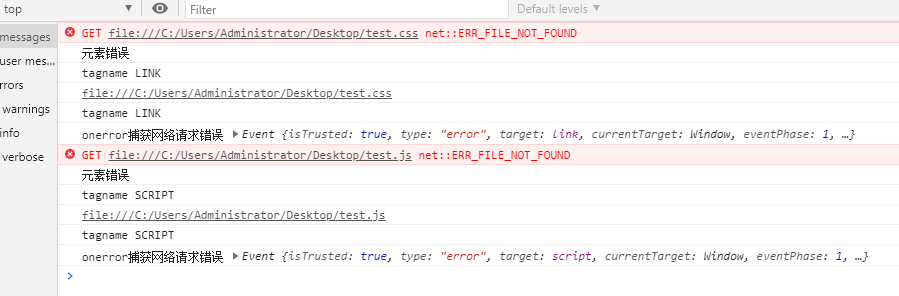 top
Filter
Default levels
messages
user mes...
rrors
warnings
info
verbose
GET file:///C:/Users/Administrator/Desktop/test.css net::ERR_FILE_NOT_FOUND
元素错误
tagname LINK
file:///C:/Users/Administrator/Desktop/test.css
tagname LINK
onerror捕获网络请求错误 Event {isTrusted: true, type: "error", target: link, currentTarget: Window, eventPhase: 1, …}
GET file:///C:/Users/Administrator/Desktop/test.js net::ERR_FILE_NOT_FOUND
元素错误
tagname SCRIPT
file:///C:/Users/Administrator/Desktop/test.js
tagname SCRIPT
onerror捕获网络请求错误 Event {isTrusted: true, type: "error", target: script, currentTarget: Window, eventPhase: 1, …}